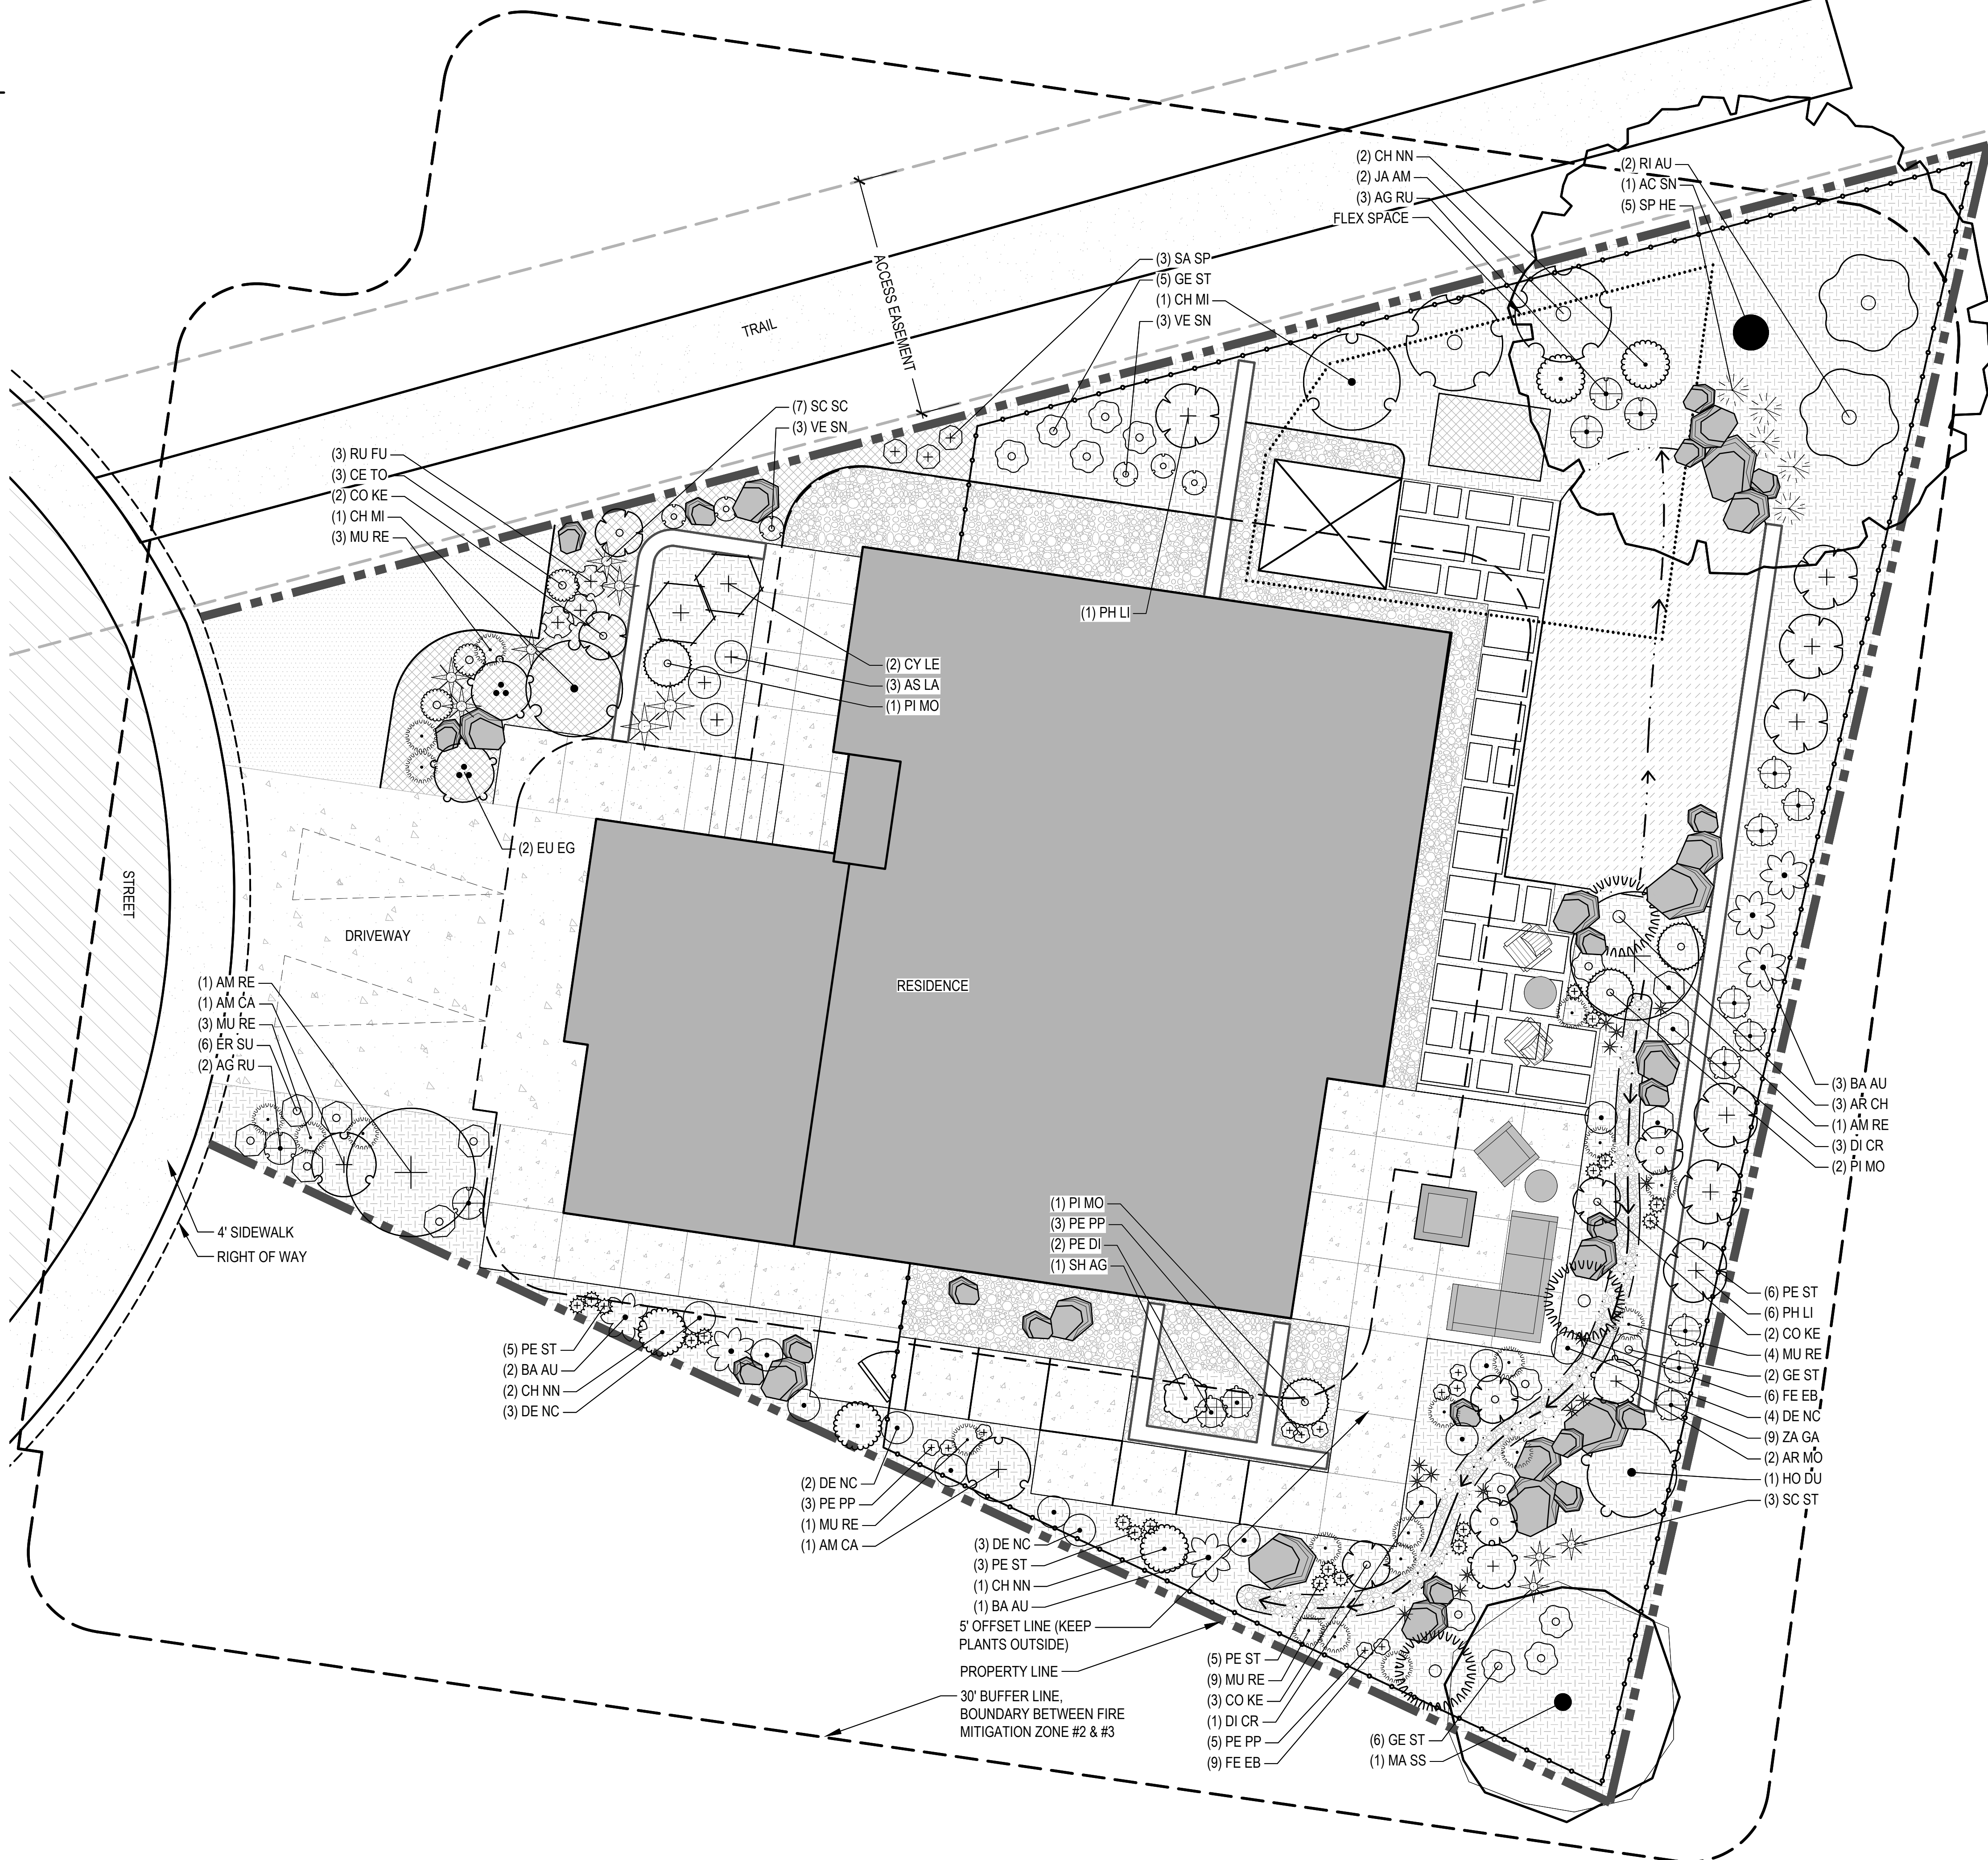 (2) CH NN
(2) JA AM
(3) AG RU
FLEX SPACE
(2) RI AU
(1) AC SN
(5) SP HE
ACCESS EASEMENT
TRAIL
(3) SA SP
(5) GE ST
(1) CH MI
(3) VE SN
(7) SC SC
(3) VE SN
(3) RU FU
(3) CE TO
(2) CO KE
(1) CH MI
(3) MU RE
(1) PH LI
(2) CY LE
(3) AS LA
(1) PI MO
(2) EU EG
STREET
DRIVEWAY
RESIDENCE
(1) AM RE
(1) AM CA
(3) MU RE
(6) ER SU
(2) AG RU
4' SIDEWALK
RIGHT OF WAY
(3) BA AU
(3) AR CH
(1) AM RE
(3) DI CR
(2) PI MO
(1) PI MO
(3) PE PP
(2) PE DI
(1) SH AG
(6) PE ST
(6) PH LI
(2) CO KE
(4) MU RE
(2) GE ST
(6) FE EB
(4) DE NC
(9) ZA GA
(2) AR MO
(1) HO DU
(3) SC ST
(5) PE ST
(2) BA AU
(2) CH NN
(3) DE NC
(2) DE NC
(3) PE PP
(1) MU RE
(1) AM CA
(3) DE NC
(3) PE ST
(1) CH NN
(1) BA AU
5' OFFSET LINE (KEEP
PLANTS OUTSIDE)
PROPERTY LINE
30' BUFFER LINE,
BOUNDARY BETWEEN FIRE
MITIGATION ZONE #2 & #3
(5) PE ST
(9) MU RE
(3) CO KE
(1) DI CR
(5) PE PP
(9) FE EB
(6) GE ST
(1) MA SS